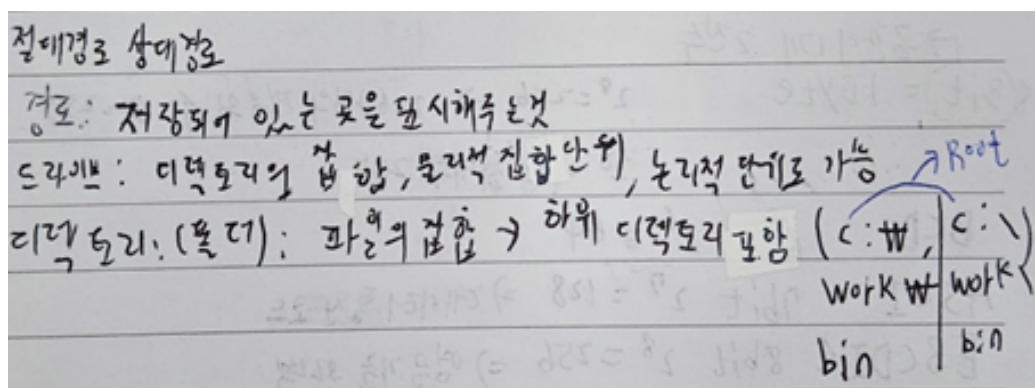 절대경로 상대경로
경로: 저장되어 있는 곳을 표시해주는것
드라이브: 디렉토리의 집합, 물리적 집합 단위, 논리적 단위로 가능
Root
디렉토리:(폴더): 파일의 집합 → 하위 디렉토리 포함 (C:₩, C:\
work₩ work\
bin bin